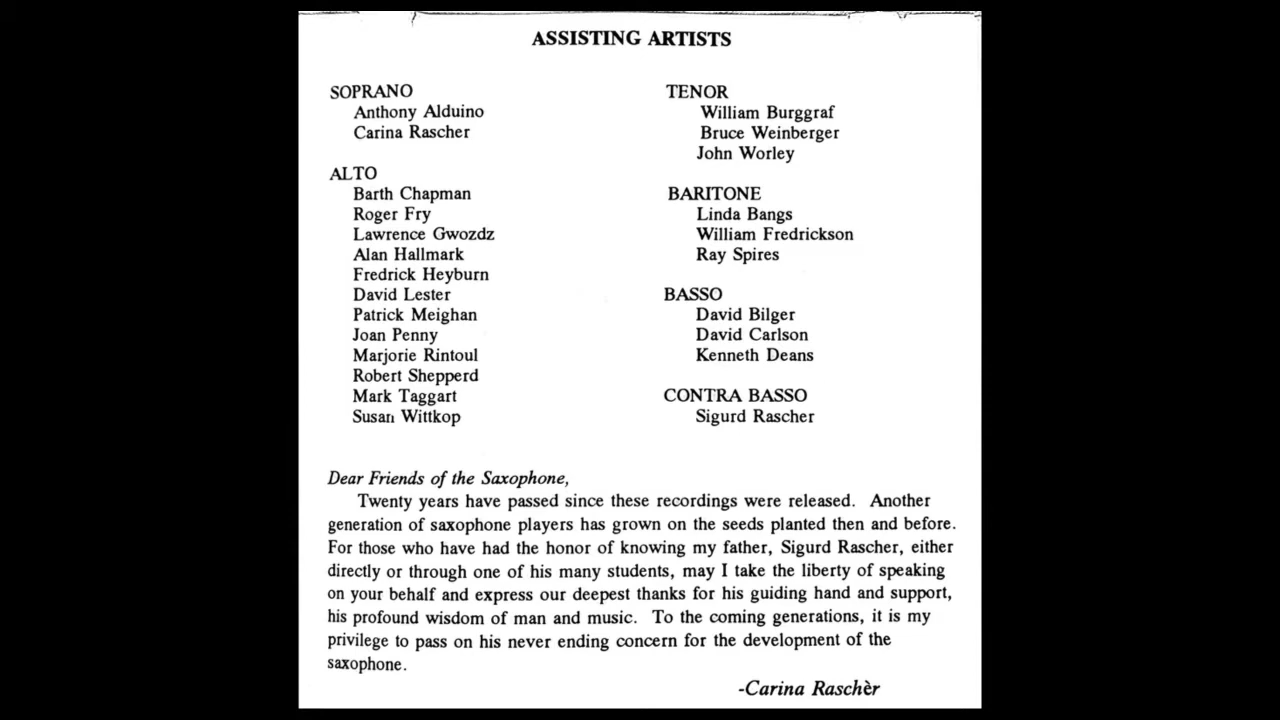 ASSISTING ARTISTS
SOPRANO
Anthony Alduino
Carina Rascher
ALTO
Barth Chapman
Roger Fry
Lawrence Gwozdz
Alan Hallmark
Fredrick Heyburn
David Lester
Patrick Meighan
Joan Penny
Marjorie Rintoul
Robert Shepperd
Mark Taggart
Susan Wittkop
TENOR
William Burggraf
Bruce Weinberger
John Worley
BARITONE
Linda Bangs
William Fredrickson
Ray Spires
BASSO
David Bilger
David Carlson
Kenneth Deans
CONTRA BASSO
Sigurd Rascher
Dear Friends of the Saxophone,
Twenty years have passed since these recordings were released. Another
generation of saxophone players has grown on the seeds planted then and before.
For those who have had the honor of knowing my father, Sigurd Rascher, either
directly or through one of his many students, may I take the liberty of speaking
on your behalf and express our deepest thanks for his guiding hand and support,
his profound wisdom of man and music. To the coming generations, it is my
privilege to pass on his never ending concern for the development of the
saxophone.
-Carina Raschèr